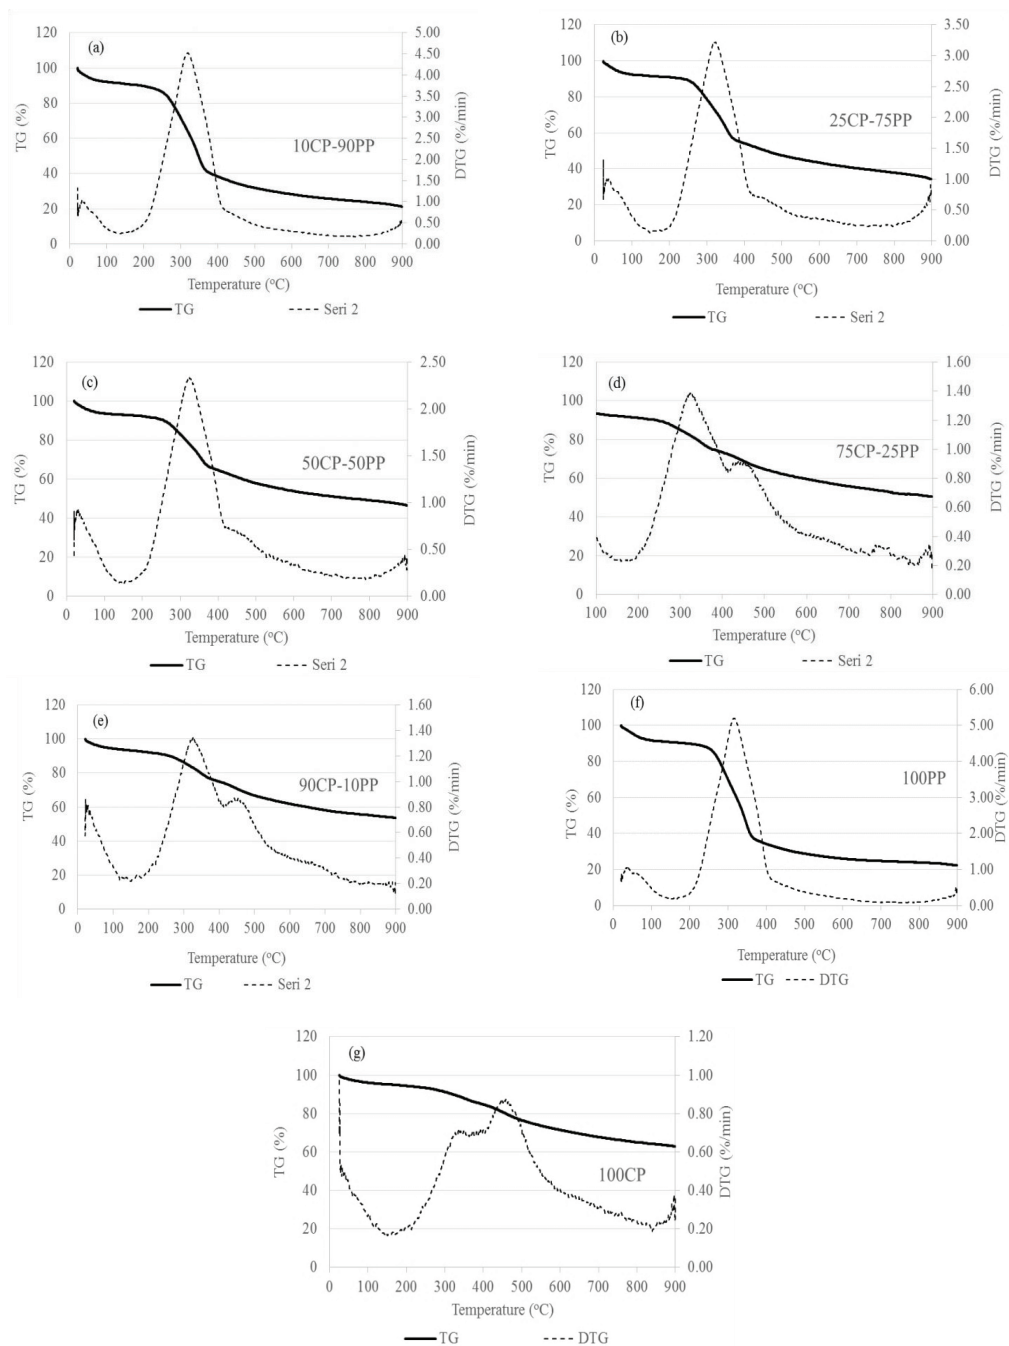 (a)
10CP-90PP
TG (%)
120
100
80
60
40
20
0
DTG (%/min)
5.00
4.50
4.00
3.50
3.00
2.50
2.00
1.50
1.00
0.50
0.00
0 100 200 300 400 500 600 700 800 900
Temperature (°C)
TG Seri 2
(b)
25CP-75PP
TG (%)
120
100
80
60
40
20
0
DTG (%/min)
3.50
3.00
2.50
2.00
1.50
1.00
0.50
0.00
0 100 200 300 400 500 600 700 800 900
Temperature (°C)
TG Seri 2
(c)
50CP-50PP
TG (%)
120
100
80
60
40
20
0
DTG (%/min)
2.50
2.00
1.50
1.00
0.50
0.00
0 100 200 300 400 500 600 700 800 900
Temperature (°C)
TG Seri 2
(d)
75CP-25PP
TG (%)
120
100
80
60
40
20
0
DTG (%/min)
1.60
1.40
1.20
1.00
0.80
0.60
0.40
0.20
0.00
100 200 300 400 500 600 700 800 900
Temperature (°C)
TG Seri 2
(e)
90CP-10PP
TG (%)
120
100
80
60
40
20
0
DTG (%/min)
1.60
1.40
1.20
1.00
0.80
0.60
0.40
0.20
0.00
0 100 200 300 400 500 600 700 800 900
Temperature (°C)
TG Seri 2
(f)
100PP
TG (%)
120
100
80
60
40
20
0
DTG (%/min)
6.00
5.00
4.00
3.00
2.00
1.00
0.00
0 100 200 300 400 500 600 700 800 900
Temperature (°C)
TG DTG
(g)
100CP
TG (%)
120
100
80
60
40
20
0
DTG (%/min)
1.20
1.00
0.80
0.60
0.40
0.20
0.00
0 100 200 300 400 500 600 700 800 900
Temperature (°C)
TG DTG